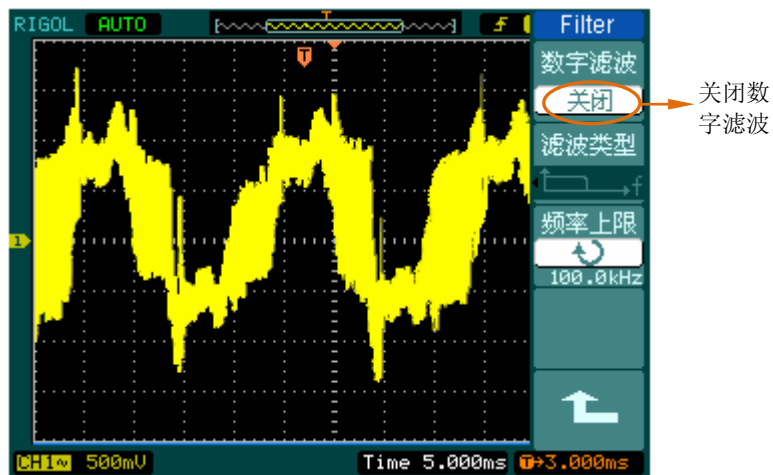 RIGOL AUTO T f Filter
T
数字滤波
关闭
关闭数
字滤波
滤波类型
f
1
频率上限
100.0kHz
CH1~ 500mV Time 5.000ms T→3.000ms